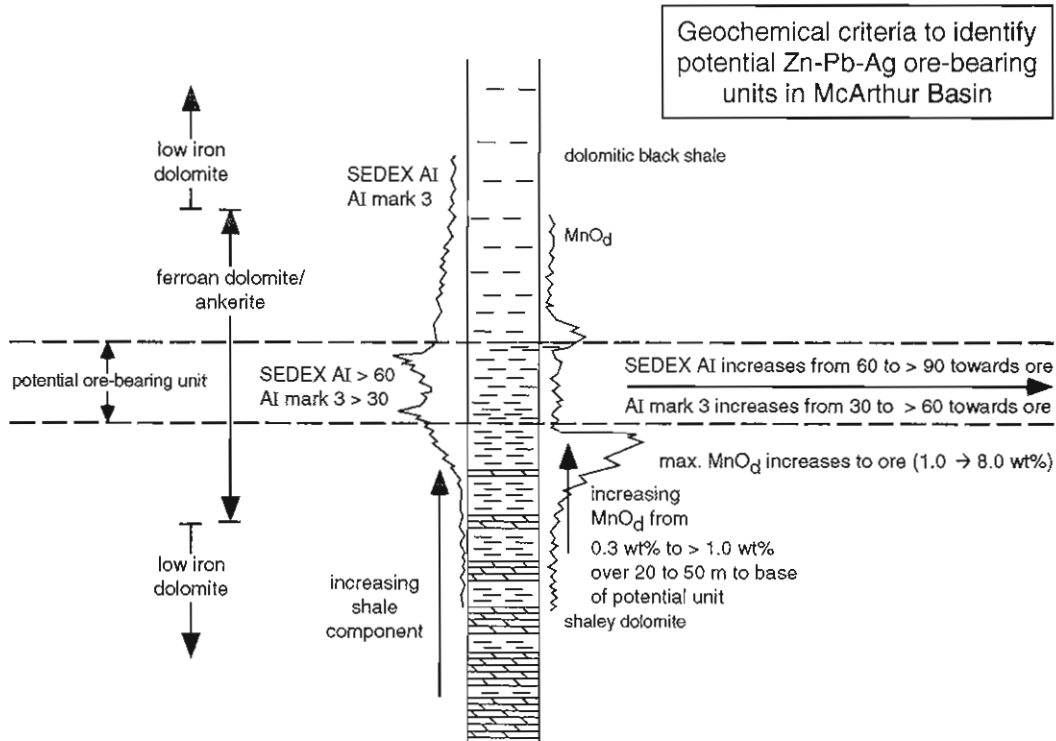 Geochemical criteria to identify
potential Zn-Pb-Ag ore-bearing
units in McArthur Basin
low iron
dolomite
SEDEX AI
AI mark 3
dolomitic black shale
MnOd
ferroan dolomite/
ankerite
potential ore-bearing unit
SEDEX AI > 60
AI mark 3 > 30
SEDEX AI increases from 60 to > 90 towards ore
AI mark 3 increases from 30 to > 60 towards ore
max. MnOd increases to ore (1.0 → 8.0 wt%)
increasing
MnOd from
0.3 wt% to > 1.0 wt%
over 20 to 50 m to base
of potential unit
low iron
dolomite
increasing
shale
component
shaley dolomite